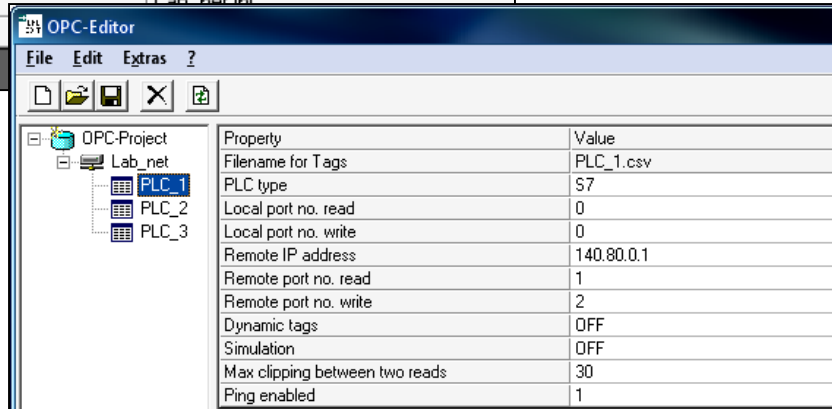 OPC-Editor
File Edit Extras ?
OPC-Project
Lab_net
PLC_1
PLC_2
PLC_3
Property Value
Filename for Tags PLC_1.csv
PLC type S7
Local port no. read 0
Local port no. write 0
Remote IP address 140.80.0.1
Remote port no. read 1
Remote port no. write 2
Dynamic tags OFF
Simulation OFF
Max clipping between two reads 30
Ping enabled 1